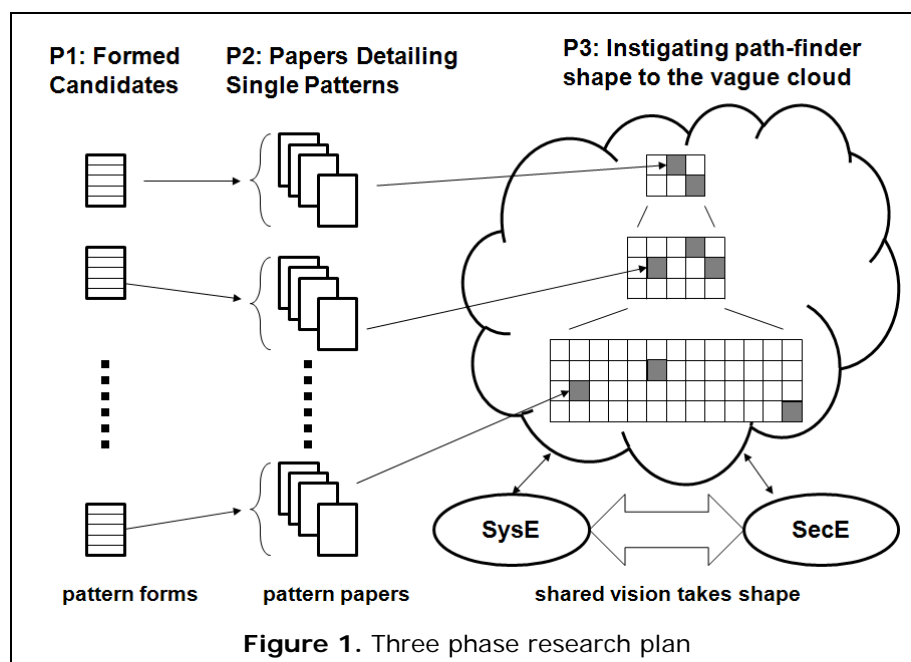 P1: Formed
Candidates
P2: Papers Detailing
Single Patterns
P3: Instigating path-finder
shape to the vague cloud
SysE
SecE
pattern forms
pattern papers
shared vision takes shape
Figure 1. Three phase research plan